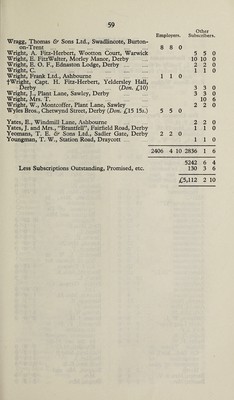 59
Employers. Other Subscribers.
Wragg, Thomas & Sons Ltd., Swadlincote, Burton-
on-Trent 8 8 0
Wright, A. Fitz-Herbert, Wootton Court, Warwick 5 5 0
Wright, E. FitzWalter, Morley Manor, Derby ... 10 10 0
Wright, E. O. F., Ednaston Lodge, Derby ... ... 2 2 0
Wright, C. 1 1 0
Wright, Frank Ltd., Ashbourne 1 1 0
†Wright, Capt. H. Fitz-Herbert, Yeldersley Hall,
Derby (Don. £10) 3 3 0
Wright, J., Plant Lane, Sawley, Derby 3 3 0
Wright, Mrs. T. 10 6
Wright, W., Montcoffer, Plant Lane, Sawley ... 2 2 0
Wyles Bros., Chetwynd Street, Derby (Don. £15 15s.) 5 5 0
Yates, E., Windmill Lane, Ashbourne 2 2 0
Yates, J. and Mrs., "Bruntfell", Fairfield Road, Derby 1 1 0
Yeomans, T. E. & Sons Ltd., Sadler Gate, Derby 2 2 0
Youngman, T. W., Station Road, Draycott ... 1 1 0
2406 4 10 2836 1 6
5242 6 4
Less Subscriptions Outstanding, Promised, etc. 130 3 6
£5,112 2 10